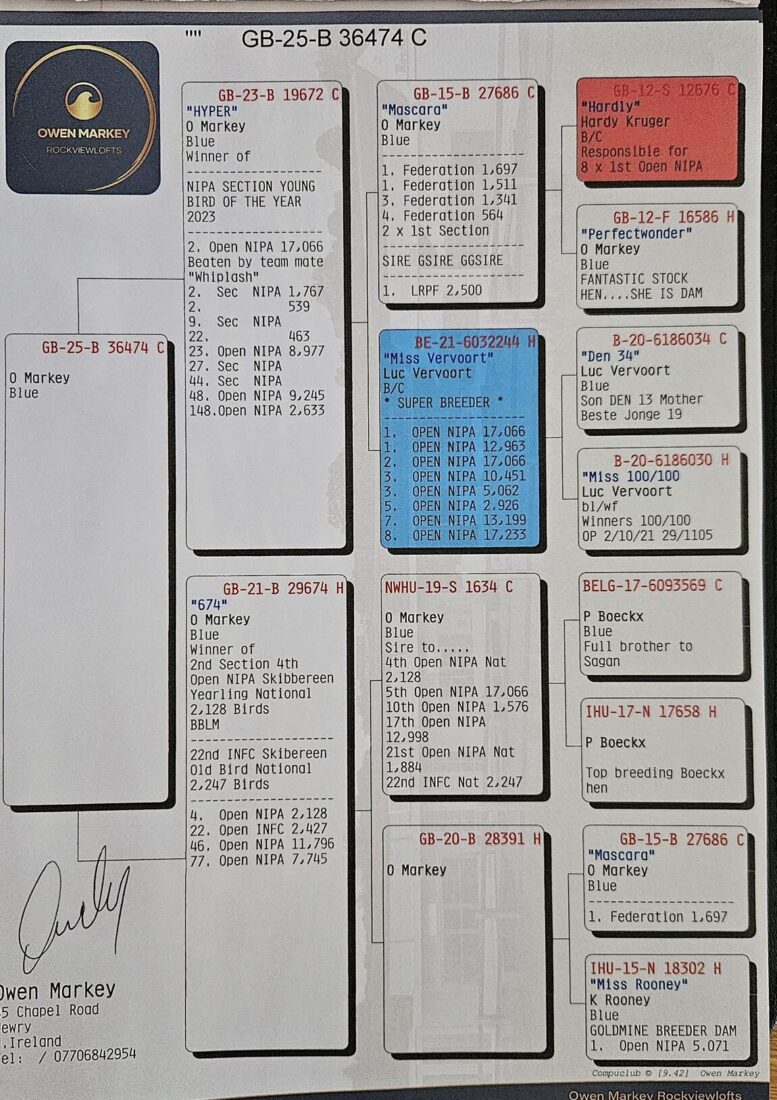 """ GB-25-B 36474 C
OWEN MARKEY
ROCKVIEWLOFTS
GB-25-B 36474 C
O Markey
Blue
GB-23-B 19672 C
"HYPER"
O Markey
Blue
Winner of
--------------------
NIPA SECTION YOUNG
BIRD OF THE YEAR
2023
--------------------
2. Open NIPA 17,066
Beaten by team mate
"Whiplash"
2. Sec NIPA 1,767
2. 539
9. Sec NIPA
22. 463
23. Open NIPA 8,977
27. Sec NIPA
44. Sec NIPA
48. Open NIPA 9,245
148.Open NIPA 2,633
GB-21-B 29674 H
"674"
O Markey
Blue
Winner of
2nd Section 4th
Open NIPA Skibbereen
Yearling National
2,128 Birds
BBLM
--------------------
22nd INFC Skibereen
Old Bird National
2,247 Birds
--------------------
4. Open NIPA 2,128
22. Open INFC 2,427
46. Open NIPA 11,796
77. Open NIPA 7,745
GB-15-B 27686 C
"Mascara"
O Markey
Blue
--------------------
1. Federation 1,697
1. Federation 1,511
3. Federation 1,341
4. Federation 564
2 x 1st Section
--------------------
SIRE GSIRE GGSIRE
--------------------
1. LRPF 2,500
BE-21-6032244 H
"Miss Vervoort"
Luc Vervoort
B/C
* SUPER BREEDER *
--------------------
1. OPEN NIPA 17,066
1. OPEN NIPA 12,963
2. OPEN NIPA 17,066
3. OPEN NIPA 10,451
3. OPEN NIPA 5,062
5. OPEN NIPA 2,926
7. OPEN NIPA 13,199
8. OPEN NIPA 17,233
NWHU-19-S 1634 C
O Markey
Blue
Sire to.....
4th Open NIPA Nat
2,128
5th Open NIPA 17,066
10th Open NIPA 1,576
17th Open NIPA
12,998
21st Open NIPA Nat
1,884
22nd INFC Nat 2,247
GB-20-B 28391 H
O Markey
GB-12-S 12676 C
"Hardly"
Hardy Kruger
B/C
Responsible for
8 x 1st Open NIPA
GB-12-F 16586 H
"Perfectwonder"
O Markey
Blue
FANTASTIC STOCK
HEN....SHE IS DAM
B-20-6186034 C
"Den 34"
Luc Vervoort
Blue
Son DEN 13 Mother
Beste Jonge 19
B-20-6186030 H
"Miss 100/100
Luc Vervoort
bl/wf
Winners 100/100
OP 2/10/21 29/1105
BELG-17-6093569 C
P Boeckx
Blue
Full brother to
Sagan
IHU-17-N 17658 H
P Boeckx
Top breeding Boeckx
hen
GB-15-B 27686 C
"Mascara"
O Markey
Blue
--------------------
1. Federation 1,697
IHU-15-N 18302 H
"Miss Rooney"
K Rooney
Blue
GOLDMINE BREEDER DAM
1. Open NIPA 5.071
Owen Markey
5 Chapel Road
ewry
.Ireland
el: / 07706842954
Compuclub © [9.42] Owen Markey
Owen Markey Rockviewlofts